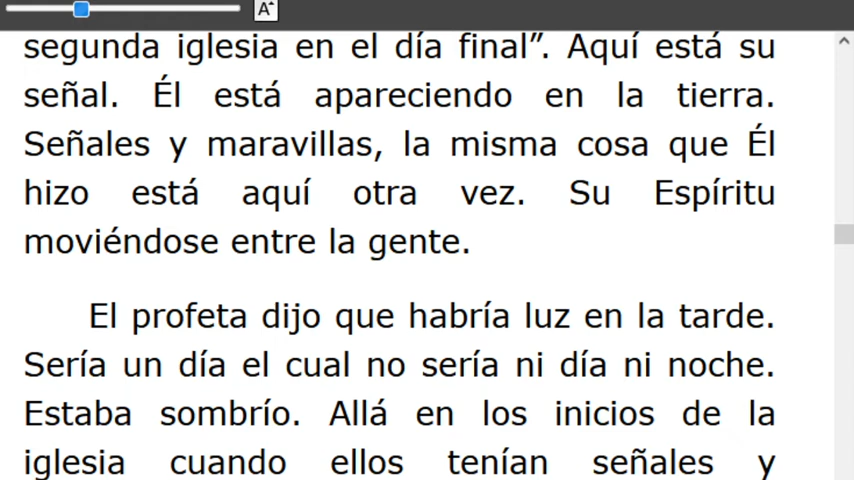 A
segunda iglesia en el día final”. Aquí está su
señal. Él está apareciendo en la tierra.
Señales y maravillas, la misma cosa que Él
hizo está aquí otra vez. Su Espíritu
moviéndose entre la gente.
El profeta dijo que habría luz en la tarde.
Sería un día el cual no sería ni día ni noche.
Estaba sombrío. Allá en los inicios de la
iglesia cuando ellos tenían señales y